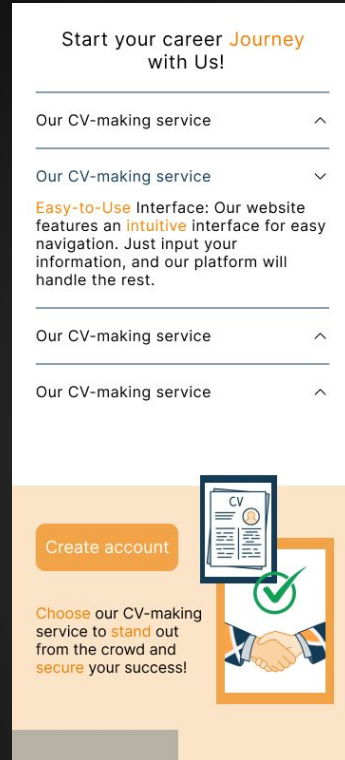 Start your career Journey
with Us!
Our CV-making service
Our CV-making service
Easy-to-Use Interface: Our website
features an intuitive interface for easy
navigation. Just input your
information, and our platform will
handle the rest.
Our CV-making service
Our CV-making service
CV
Create account
Choose our CV-making
service to stand out
from the crowd and
secure your success!